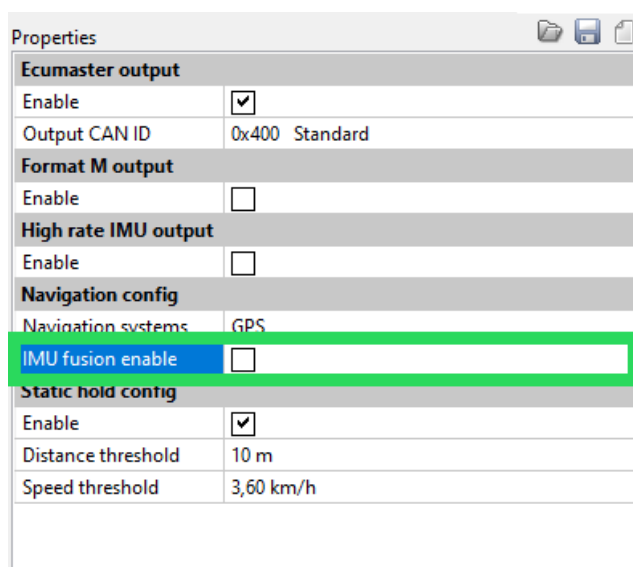 Properties
Ecumaster output
Enable
Output CAN ID 0x400 Standard
Format M output
Enable
High rate IMU output
Enable
Navigation config
Navigation systems GPS
IMU fusion enable
Static hold config
Enable
Distance threshold 10 m
Speed threshold 3,60 km/h